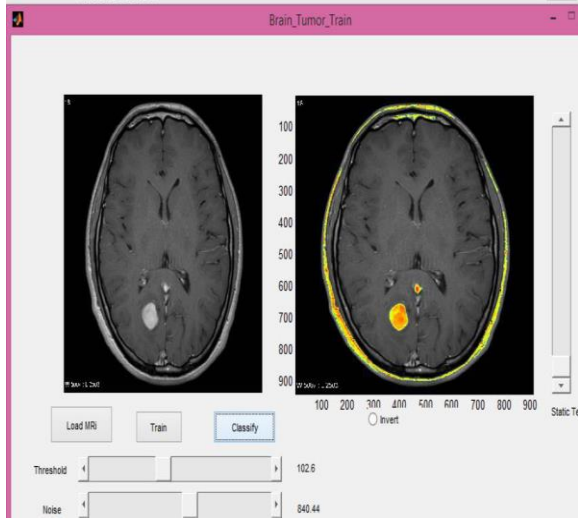 Brain_Tumor_Train
100
200
300
400
500
600
700
800
900
100 200 300 400 500 600 700 800 900
Load MRi
Train
Classify
Invert
Static Te
Threshold
102.6
Noise
840.44